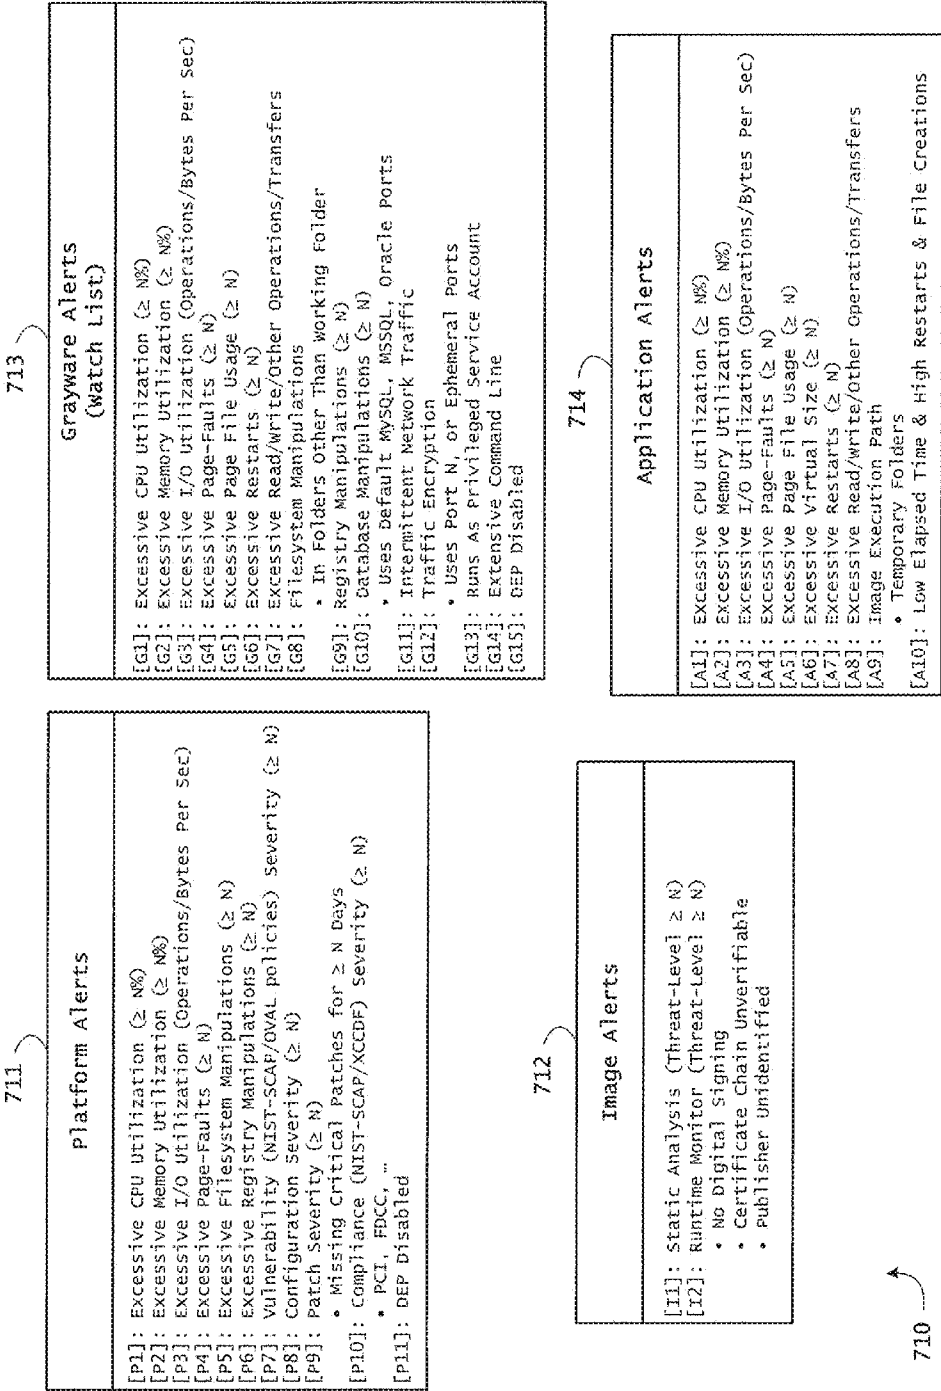 711
Platform Alerts
[P1]: Excessive CPU Utilization (≥ N%)
[P2]: Excessive Memory Utilization (≥ N%)
[P3]: Excessive I/O Utilization (Operations/Bytes Per Sec)
[P4]: Excessive Page-Faults (≥ N)
[P5]: Excessive Filesystem Manipulations (≥ N)
[P6]: Excessive Registry Manipulations (≥ N)
[P7]: Vulnerability (NIST-SCAP/OVAL policies) Severity (≥ N)
[P8]: Configuration Severity (≥ N)
[P9]: Patch Severity (≥ N)
• Missing Critical Patches for ≥ N Days
[P10]: Compliance (NIST-SCAP/XCCDF) Severity (≥ N)
• PCI, FDCC, …
[P11]: DEP Disabled
713
Grayware Alerts
(Watch List)
[G1]: Excessive CPU Utilization (≥ N%)
[G2]: Excessive Memory Utilization (≥ N%)
[G3]: Excessive I/O Utilization (Operations/Bytes Per Sec)
[G4]: Excessive Page-Faults (≥ N)
[G5]: Excessive Page File Usage (≥ N)
[G6]: Excessive Restarts (≥ N)
[G7]: Excessive Read/Write/Other Operations/Transfers
[G8]: Filesystem Manipulations
• In Folders Other Than Working Folder
[G9]: Registry Manipulations (≥ N)
[G10]: Database Manipulations (≥ N)
• Uses Default MySQL, MSSQL, Oracle Ports
[G11]: Intermittent Network Traffic
[G12]: Traffic Encryption
• Uses Port N, or Ephemeral Ports
[G13]: Runs As Privileged Service Account
[G14]: Extensive Command Line
[G15]: DEP Disabled
712
Image Alerts
[I1]: Static Analysis (Threat-Level ≥ N)
[I2]: Runtime Monitor (Threat-Level ≥ N)
• No Digital Signing
• Certificate Chain Unverifiable
• Publisher Unidentified
714
Application Alerts
[A1]: Excessive CPU Utilization (≥ N%)
[A2]: Excessive Memory Utilization (≥ N%)
[A3]: Excessive I/O Utilization (Operations/Bytes Per Sec)
[A4]: Excessive Page-Faults (≥ N)
[A5]: Excessive Page File Usage (≥ N)
[A6]: Excessive Virtual Size (≥ N)
[A7]: Excessive Restarts (≥ N)
[A8]: Excessive Read/Write/Other Operations/Transfers
[A9]: Image Execution Path
• Temporary Folders
[A10]: Low Elapsed Time & High Restarts & File Creations
710